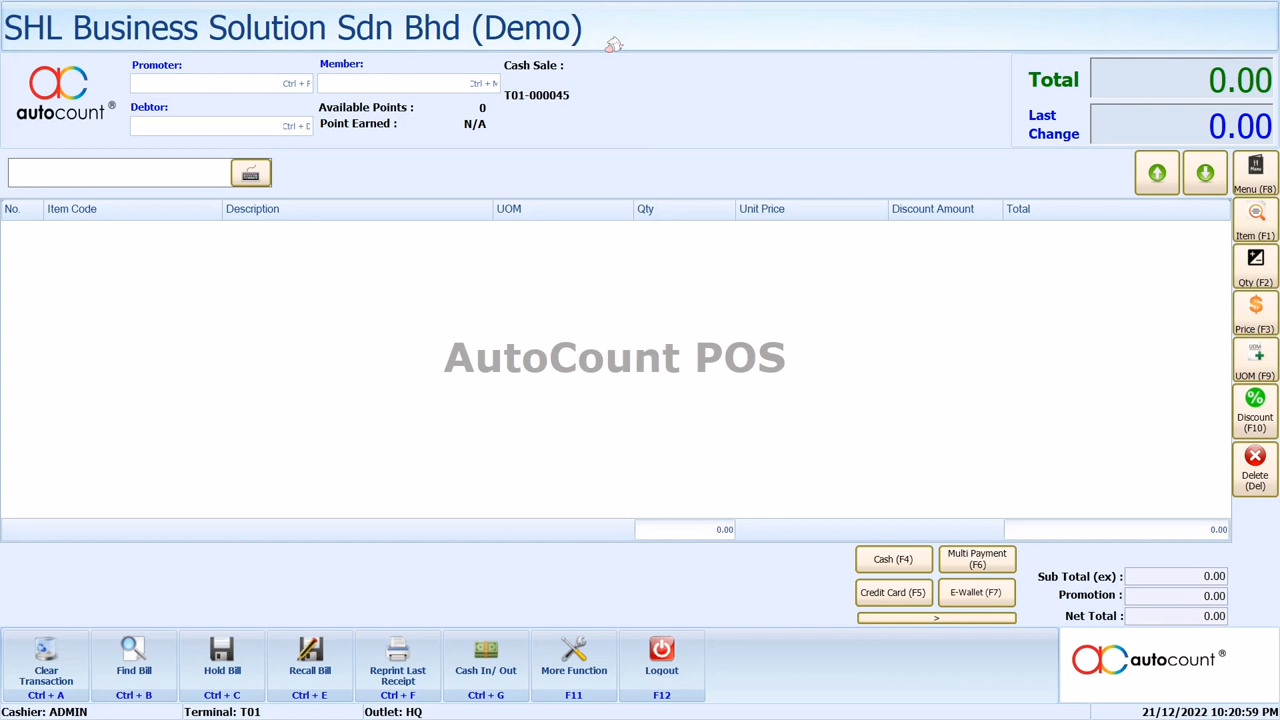 SHL Business Solution Sdn Bhd (Demo)
autocount ®
Promoter:
Ctrl + F
Member:
Ctrl + M
Cash Sale :
T01-000045
Debtor:
Ctrl + D
Available Points : 0
Point Earned : N/A
Total 0.00
Last Change 0.00
Menu (F8)
No. Item Code Description UOM Qty Unit Price Discount Amount Total
Item (F1)
Qty (F2)
Price (F3)
UOM
UOM (F9)
Discount
(F10)
Delete
(Del)
AutoCount POS
0.00 0.00
Cash (F4)
Multi Payment
(F6)
Credit Card (F5)
E-Wallet (F7)
>
Sub Total (ex) : 0.00
Promotion : 0.00
Net Total : 0.00
Clear
Transaction
Ctrl + A
Find Bill
Ctrl + B
Hold Bill
Ctrl + C
Recall Bill
Ctrl + E
Reprint Last
Receipt
Ctrl + F
Cash In/ Out
Ctrl + G
More Function
F11
Logout
F12
autocount ®
Cashier: ADMIN Terminal: T01 Outlet: HQ 21/12/2022 10:20:59 PM